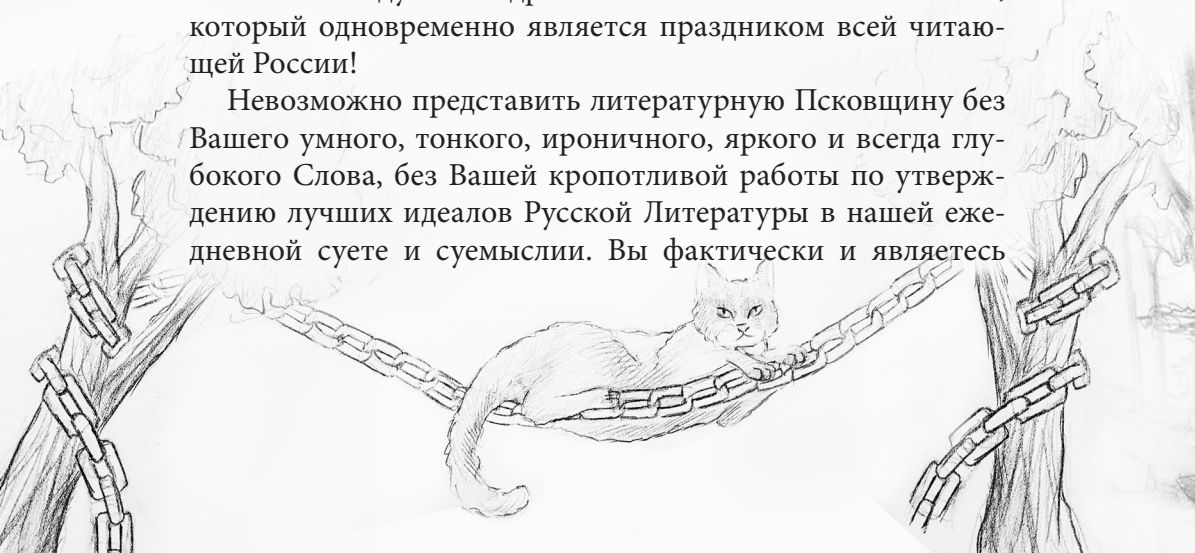 который одновременно является праздником всей читаю-
щей России!
Невозможно представить литературную Псковщину без
Вашего умного, тонкого, ироничного, яркого и всегда глу-
бокого Слова, без Вашей кропотливой работы по утверж-
дению лучших идеалов Русской Литературы в нашей еже-
дневной суете и суемыслии. Вы фактически и являетесь